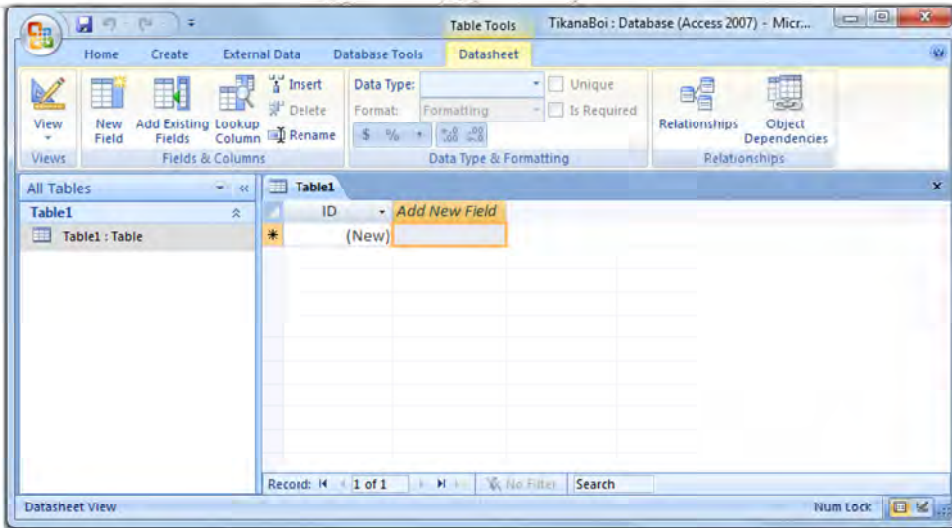 Table Tools TikanaBoi : Database (Access 2007) - Micr...
Home Create External Data Database Tools Datasheet
View
New Field
Add Existing Fields
Lookup Column
Insert
Delete
Rename
Data Type:
Format: Formatting
$ % ,
Unique
Is Required
Relationships
Object Dependencies
Views Fields & Columns Data Type & Formatting Relationships
All Tables
Table1
Table1 : Table
Table1
ID Add New Field
(New)
Record: 1 of 1 No Filter Search
Datasheet View Num Lock